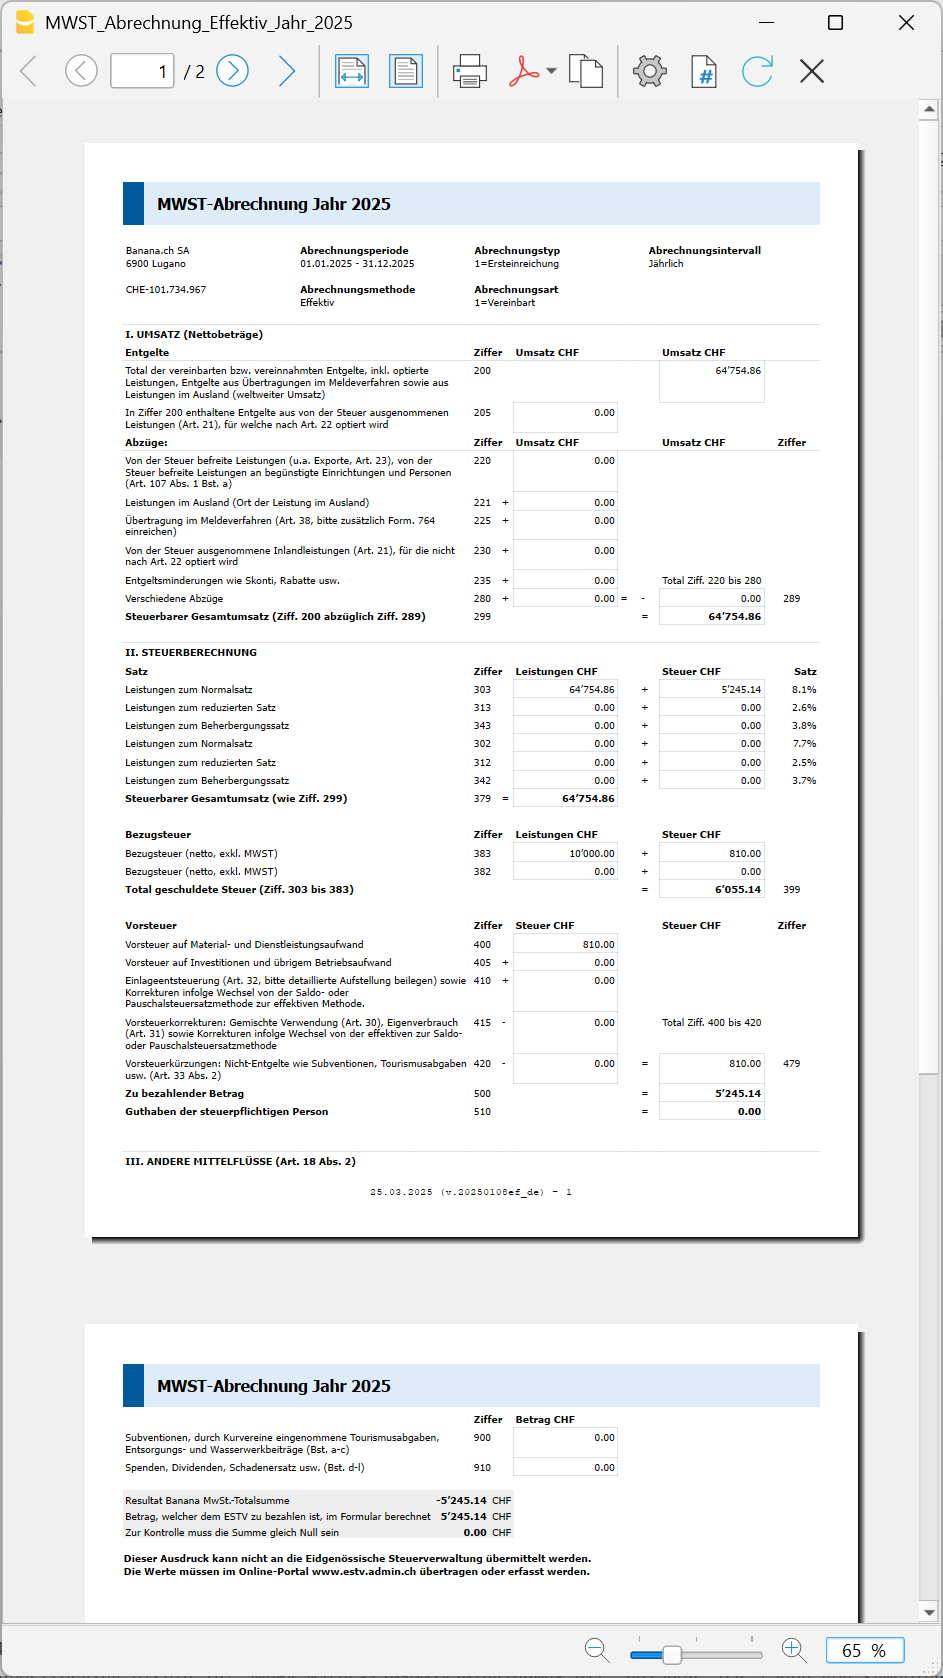 MWST_Abrechnung_Effektiv_Jahr_2025
1 / 2
MWST-Abrechnung Jahr 2025
Banana.ch SA Abrechnungsperiode Abrechnungstyp Abrechnungsintervall
6900 Lugano 01.01.2025 - 31.12.2025 1=Ersteinreichung Jährlich
CHE-101.734.967 Abrechnungsmethode Abrechnungsart
Effektiv 1=Vereinbart
I. UMSATZ (Nettobeträge)
Entgelte Ziffer Umsatz CHF Umsatz CHF
Total der vereinbarten bzw. vereinnahmten Entgelte, inkl. optierte 200 64’754.86
Leistungen, Entgelte aus Übertragungen im Meldeverfahren sowie aus
Leistungen im Ausland (weltweiter Umsatz)
In Ziffer 200 enthaltene Entgelte aus von der Steuer ausgenommenen 205 0.00
Leistungen (Art. 21), für welche nach Art. 22 optiert wird
Abzüge: Ziffer Umsatz CHF Umsatz CHF Ziffer
Von der Steuer befreite Leistungen (u.a. Exporte, Art. 23), von der 220 0.00
Steuer befreite Leistungen an begünstigte Einrichtungen und Personen
(Art. 107 Abs. 1 Bst. a)
Leistungen im Ausland (Ort der Leistung im Ausland) 221 + 0.00
Übertragung im Meldeverfahren (Art. 38, bitte zusätzlich Form. 764 225 + 0.00
einreichen)
Von der Steuer ausgenommene Inlandleistungen (Art. 21), für die nicht 230 + 0.00
nach Art. 22 optiert wird
Entgeltsminderungen wie Skonti, Rabatte usw. 235 + 0.00 Total Ziff. 220 bis 280
Verschiedene Abzüge 280 + 0.00 = - 0.00 289
Steuerbarer Gesamtumsatz (Ziff. 200 abzüglich Ziff. 289) 299 = 64’754.86
II. STEUERBERECHNUNG
Satz Ziffer Leistungen CHF Steuer CHF Satz
Leistungen zum Normalsatz 303 64’754.86 + 5’245.14 8.1%
Leistungen zum reduzierten Satz 313 0.00 + 0.00 2.6%
Leistungen zum Beherbergungssatz 343 0.00 + 0.00 3.8%
Leistungen zum Normalsatz 302 0.00 + 0.00 7.7%
Leistungen zum reduzierten Satz 312 0.00 + 0.00 2.5%
Leistungen zum Beherbergungssatz 342 0.00 + 0.00 3.7%
Steuerbarer Gesamtumsatz (wie Ziff. 299) 379 = 64’754.86
Bezugsteuer Ziffer Leistungen CHF Steuer CHF
Bezugsteuer (netto, exkl. MWST) 383 10’000.00 + 810.00
Bezugsteuer (netto, exkl. MWST) 382 0.00 + 0.00
Total geschuldete Steuer (Ziff. 303 bis 383) = 6’055.14 399
Vorsteuer Ziffer Steuer CHF Steuer CHF Ziffer
Vorsteuer auf Material- und Dienstleistungsaufwand 400 810.00
Vorsteuer auf Investitionen und übrigem Betriebsaufwand 405 + 0.00
Einlageentsteuerung (Art. 32, bitte detaillierte Aufstellung beilegen) sowie 410 + 0.00
Korrekturen infolge Wechsel von der Saldo- oder
Pauschalsteuersatzmethode zur effektiven Methode.
Vorsteuerkorrekturen: Gemischte Verwendung (Art. 30), Eigenverbrauch 415 - 0.00 Total Ziff. 400 bis 420
(Art. 31) sowie Korrekturen infolge Wechsel von der effektiven zur Saldo-
oder Pauschalsteuersatzmethode
Vorsteuerkürzungen: Nicht-Entgelte wie Subventionen, Tourismusabgaben 420 - 0.00 = 810.00 479
usw. (Art. 33 Abs. 2)
Zu bezahlender Betrag 500 = 5’245.14
Guthaben der steuerpflichtigen Person 510 = 0.00
III. ANDERE MITTELFLÜSSE (Art. 18 Abs. 2)
25.03.2025 (v.20250108ef_de) - 1
MWST-Abrechnung Jahr 2025
Ziffer Betrag CHF
Subventionen, durch Kurvereine eingenommene Tourismusabgaben, 900 0.00
Entsorgungs- und Wasserwerkbeiträge (Bst. a-c)
Spenden, Dividenden, Schadenersatz usw. (Bst. d-l) 910 0.00
Resultat Banana MwSt.-Totalsumme -5’245.14 CHF
Betrag, welcher dem ESTV zu bezahlen ist, im Formular berechnet 5’245.14 CHF
Zur Kontrolle muss die Summe gleich Null sein 0.00 CHF
Dieser Ausdruck kann nicht an die Eidgenössische Steuerverwaltung übermittelt werden.
Die Werte müssen im Online-Portal www.estv.admin.ch übertragen oder erfasst werden.
65 %